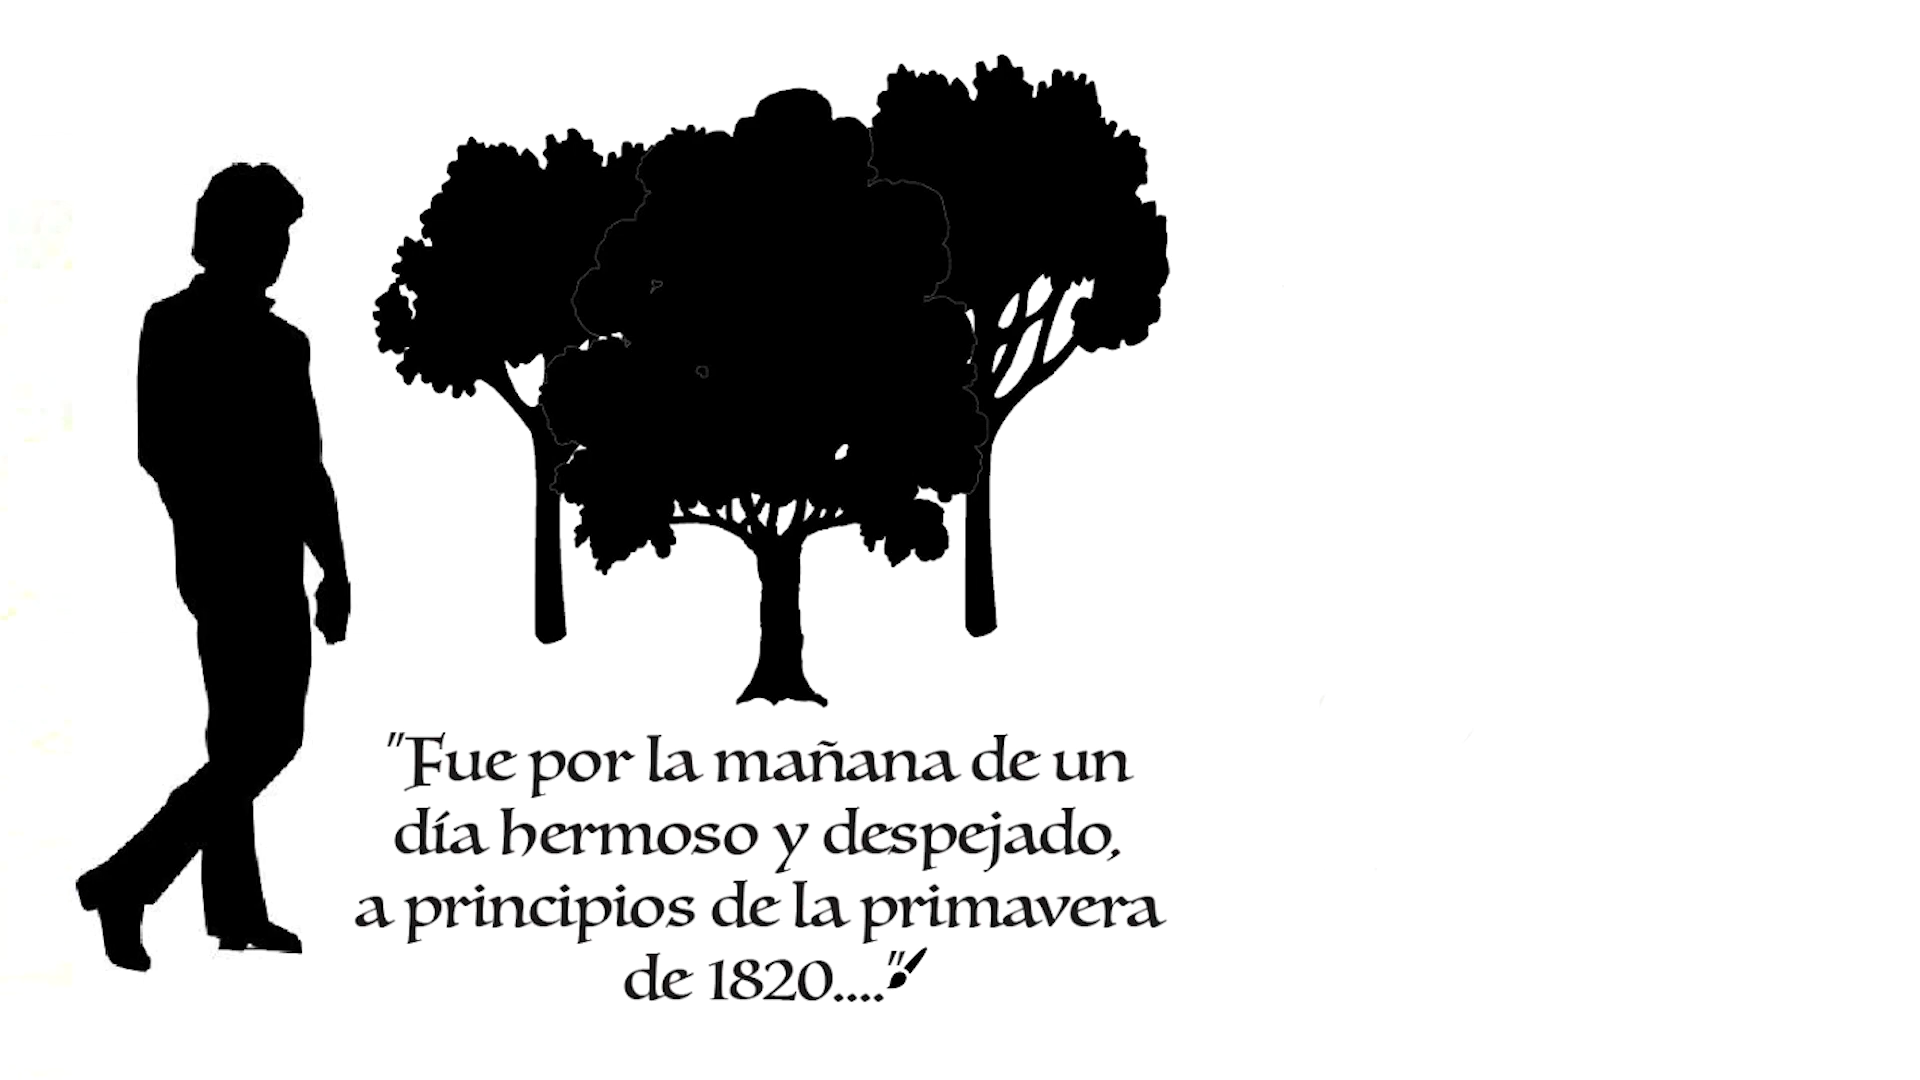 "Fue por la mañana de un
día hermoso y despejado,
a principios de la primavera
de 1820...."